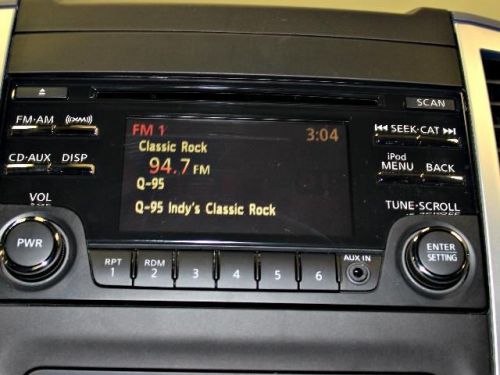 SCAN
FM·AM
((XM))
CD·AUX
DISP
VOL
PWR
FM 1
3:04
Classic Rock
94.7 FM
Q-95
Q-95 Indy's Classic Rock
SEEK·CAT
iPod
MENU
BACK
TUNE·SCROLL
ENTER
SETTING
RPT
1
RDM
2
3
4
5
6
AUX IN